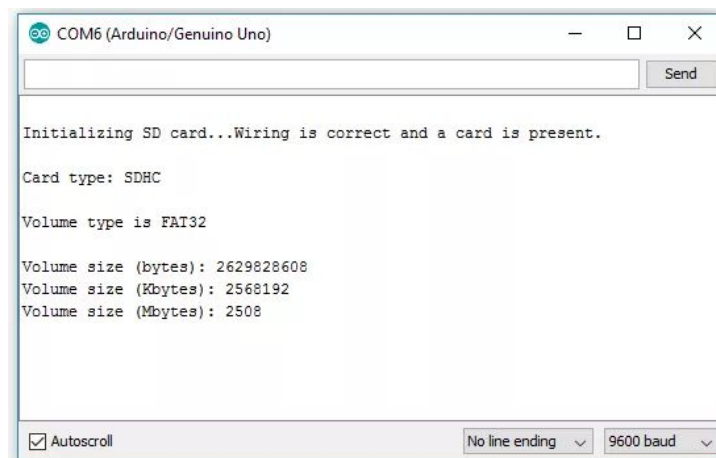 COM6 (Arduino/Genuino Uno)
Send
Initializing SD card...Wiring is correct and a card is present.
Card type: SDHC
Volume type is FAT32
Volume size (bytes): 2629828608
Volume size (Kbytes): 2568192
Volume size (Mbytes): 2508
Autoscroll
No line ending
9600 baud